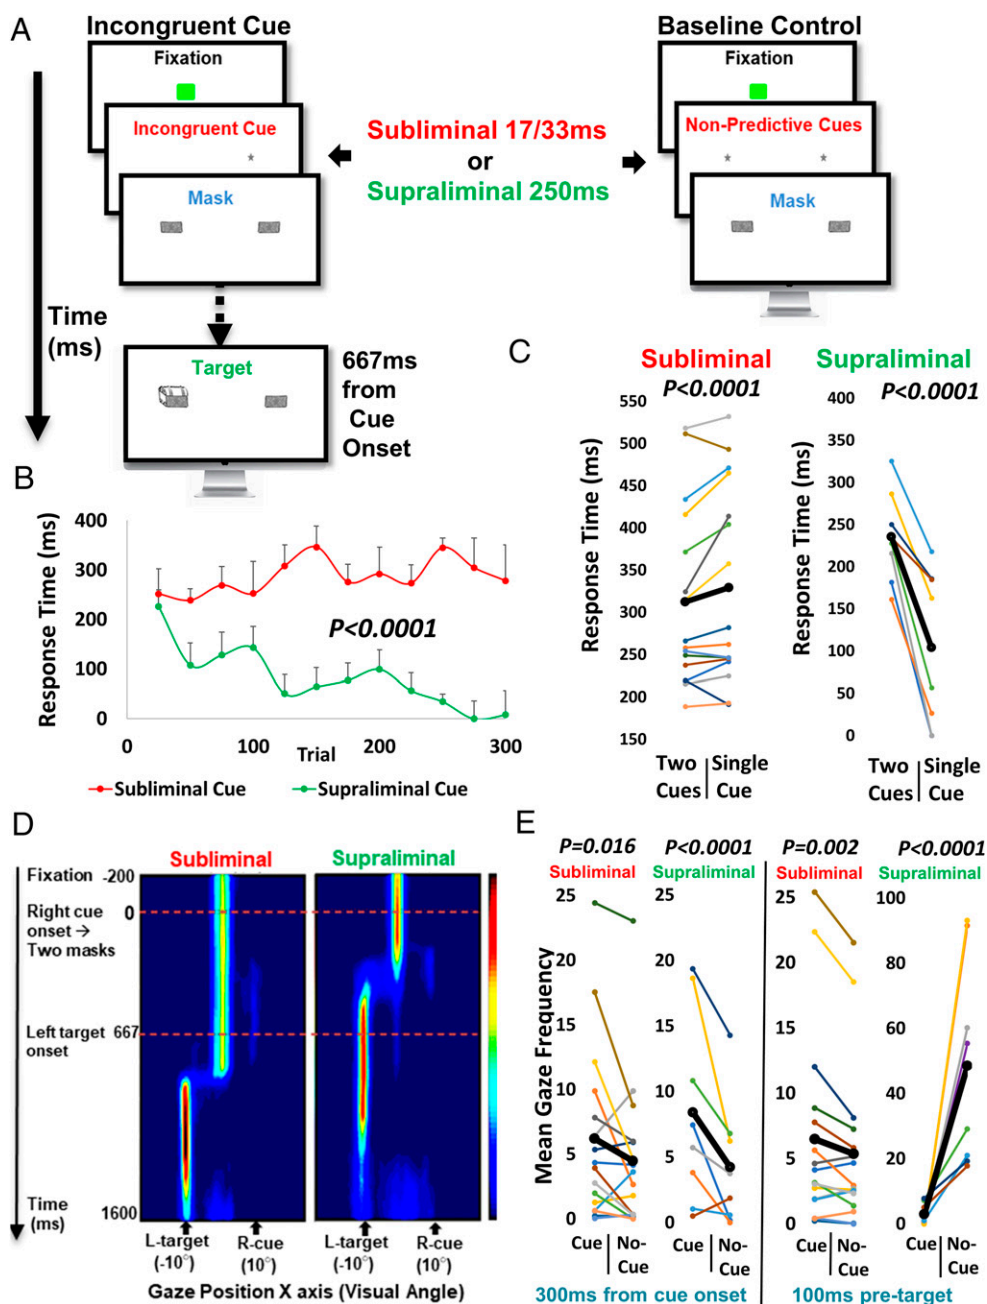 A
Incongruent Cue
Baseline Control
Fixation
Fixation
Incongruent Cue
Non-Predictive Cues
Subliminal 17/33ms
or
Supraliminal 250ms
Mask
Mask
Time
(ms)
Target
667ms
from
Cue
Onset
B
Response Time (ms)
400
300
200
100
0
P<0.0001
0
100
200
300
Trial
Subliminal Cue
Supraliminal Cue
C
Subliminal
P<0.0001
Response Time (ms)
550
500
450
400
350
300
250
200
150
Two
Cues
Single
Cue
Supraliminal
P<0.0001
Response Time (ms)
400
350
300
250
200
150
100
50
0
Two
Cues
Single
Cue
D
Subliminal
Supraliminal
Fixation
-200
Right cue
onset →
Two masks
0
Left target
onset
667
Time
(ms)
1600
L-target
(-10°)
R-cue
(10°)
L-target
(-10°)
R-cue
(10°)
Gaze Position X axis (Visual Angle)
E
Mean Gaze Frequency
P=0.016
Subliminal
25
20
15
10
5
0
Cue
No-
Cue
P<0.0001
Supraliminal
25
20
15
10
5
0
Cue
No-
Cue
300ms from cue onset
P=0.002
Subliminal
25
20
15
10
5
0
Cue
No-
Cue
P<0.0001
Supraliminal
100
80
60
40
20
0
Cue
No-
Cue
100ms pre-target